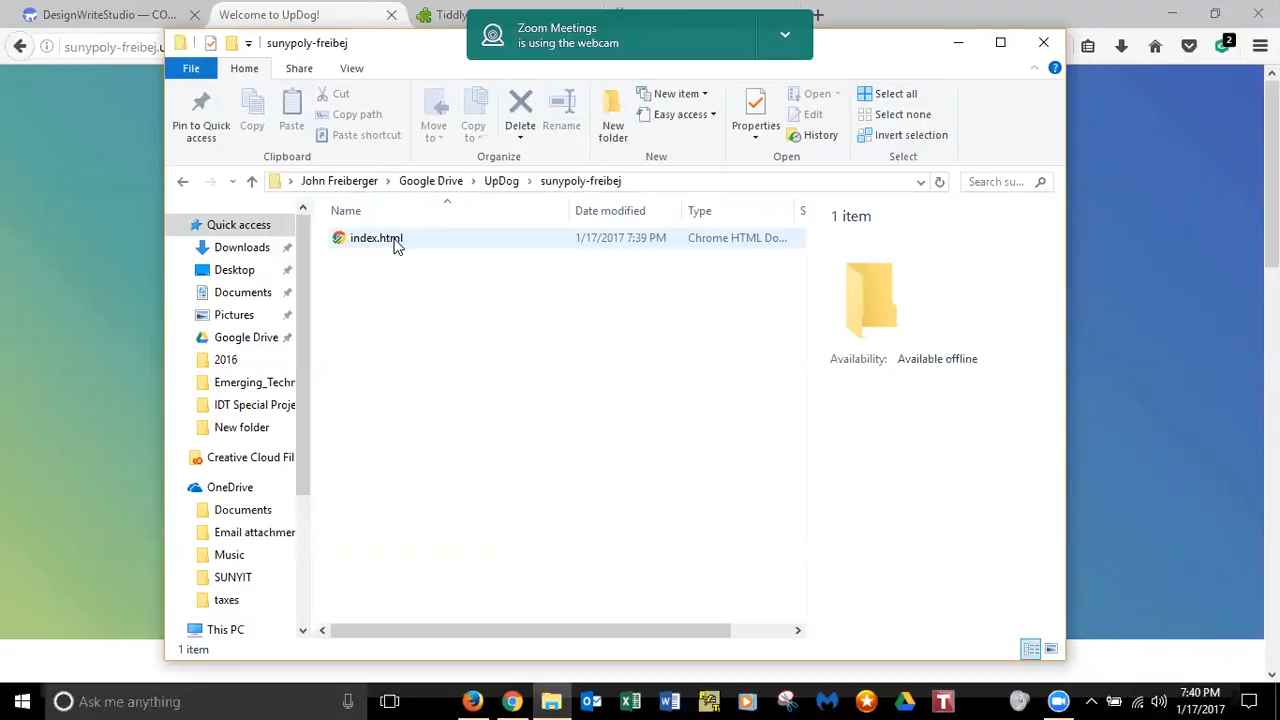 DesignWriteStudio — CO...
Welcome to UpDog!
Tiddly
sunypoly-freibej.u
2
sunypoly-freibej
Zoom Meetings
is using the webcam
File
Home
Share
View
Pin to Quick
access
Copy
Paste
Cut
Copy path
Paste shortcut
Clipboard
Move
to
Copy
to
Delete
Rename
Organize
New
folder
New item
Easy access
New
Properties
Open
Edit
History
Open
Select all
Select none
Invert selection
Select
John Freiberger
Google Drive
UpDog
sunypoly-freibej
Search su...
Name
Date modified
Type
S
index.html
1/17/2017 7:39 PM
Chrome HTML Do...
1 item
Availability:
Available offline
Quick access
Downloads
Desktop
Documents
Pictures
Google Drive
2016
Emerging_Techn
IDT Special Proje
New folder
Creative Cloud Fil
OneDrive
Documents
Email attachmer
Music
SUNYIT
taxes
This PC
1 item
Ask me anything
7:40 PM
1/17/2017